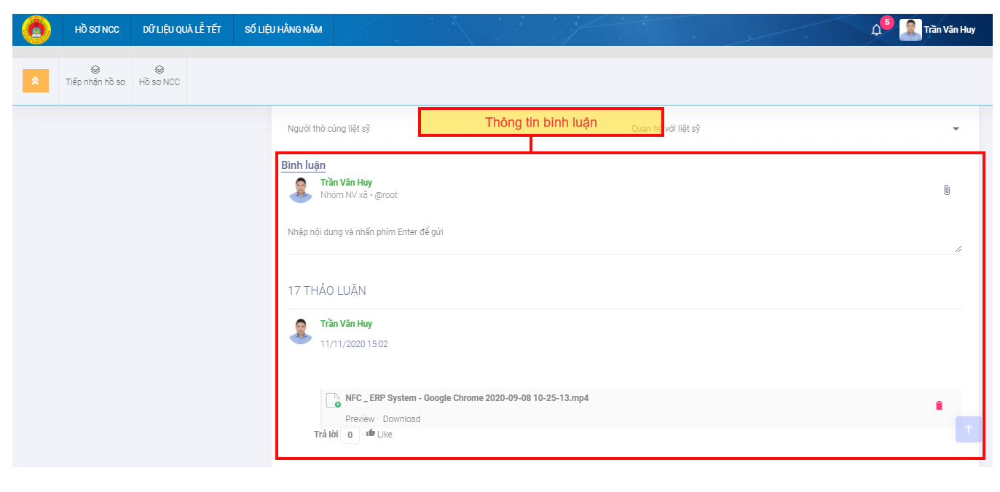 HỒ SƠ NCC
DỮ LIỆU QUÀ LỄ TẾT
SỐ LIỆU HẰNG NĂM
5
Trần Văn Huy
Tiếp nhận hồ sơ
Hồ sơ NCC
Người thờ cúng liệt sỹ
Thông tin bình luận
Quan hệ với liệt sỹ
Bình luận
Trần Văn Huy
Nhóm NV xã • @root
Nhập nội dung và nhấn phím Enter để gửi
17 THẢO LUẬN
Trần Văn Huy
11/11/2020 15:02
NFC _ ERP System - Google Chrome 2020-09-08 10-25-13.mp4
Preview · Download
Trả lời 0 · Like